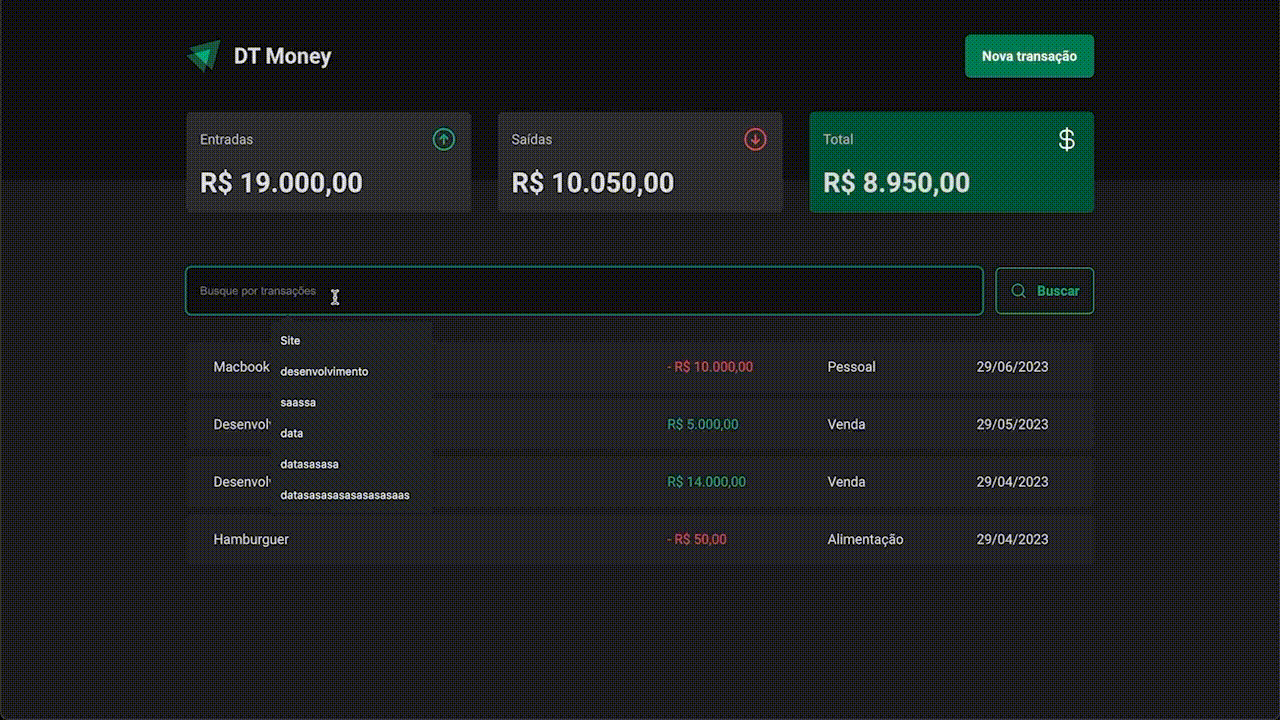 DT Money
Nova transação
Entradas
Saídas
Total
R$ 19.000,00
R$ 10.050,00
R$ 8.950,00
Busque por transações
Buscar
Site
desenvolvimento
saassa
data
datasasasa
datasasasasasasasasaas
Macbook - R$ 10.000,00 Pessoal 29/06/2023
Desenvol R$ 5.000,00 Venda 29/05/2023
Desenvol R$ 14.000,00 Venda 29/04/2023
Hamburguer - R$ 50,00 Alimentação 29/04/2023